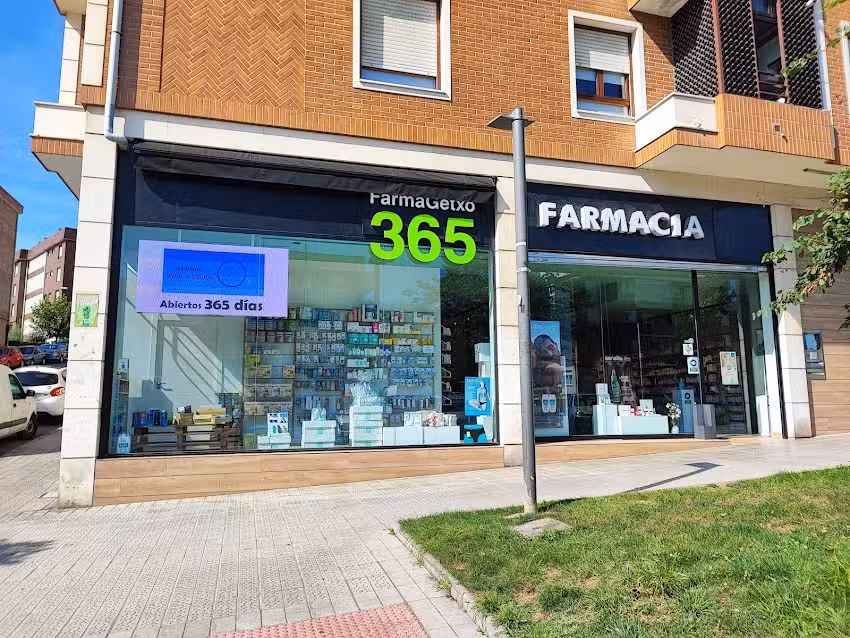 FarmaGetxo
365
FARMACIA
Abiertos 365 días